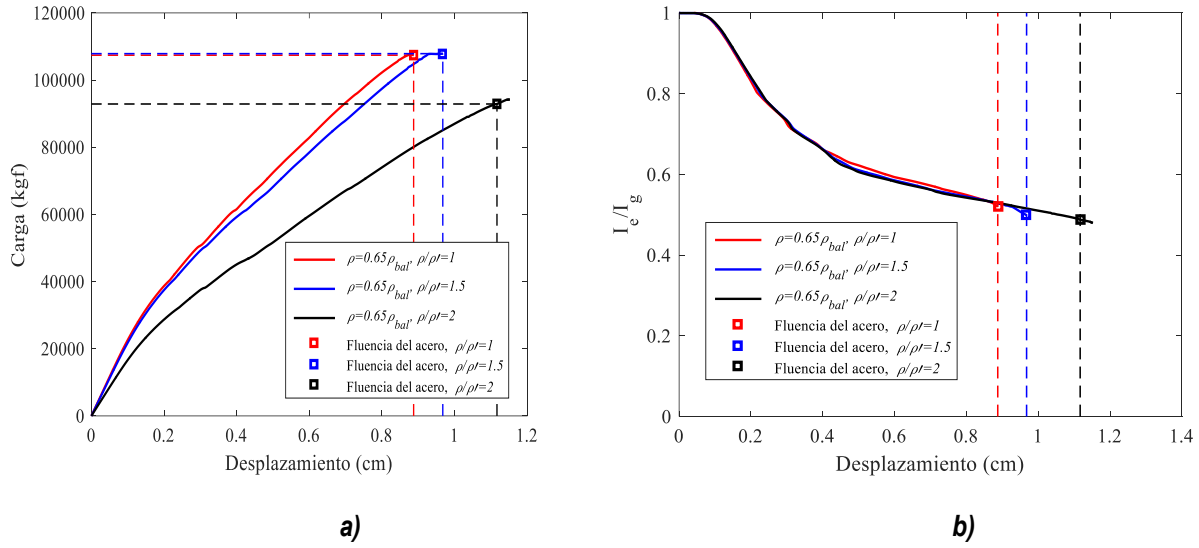 120000
100000
80000
60000
40000
20000
0
Carga (kgf)
0 0.2 0.4 0.6 0.8 1 1.2
Desplazamiento (cm)
ρ=0.65ρbal, ρ/ρ′=1
ρ=0.65ρbal, ρ/ρ′=1.5
ρ=0.65ρbal, ρ/ρ′=2
Fluencia del acero, ρ/ρ′=1
Fluencia del acero, ρ/ρ′=1.5
Fluencia del acero, ρ/ρ′=2
a)
1
0.8
0.6
0.4
0.2
0
Ie/Ig
0 0.2 0.4 0.6 0.8 1 1.2 1.4
Desplazamiento (cm)
ρ=0.65ρbal, ρ/ρ′=1
ρ=0.65ρbal, ρ/ρ′=1.5
ρ=0.65ρbal, ρ/ρ′=2
Fluencia del acero, ρ/ρ′=1
Fluencia del acero, ρ/ρ′=1.5
Fluencia del acero, ρ/ρ′=2
b)